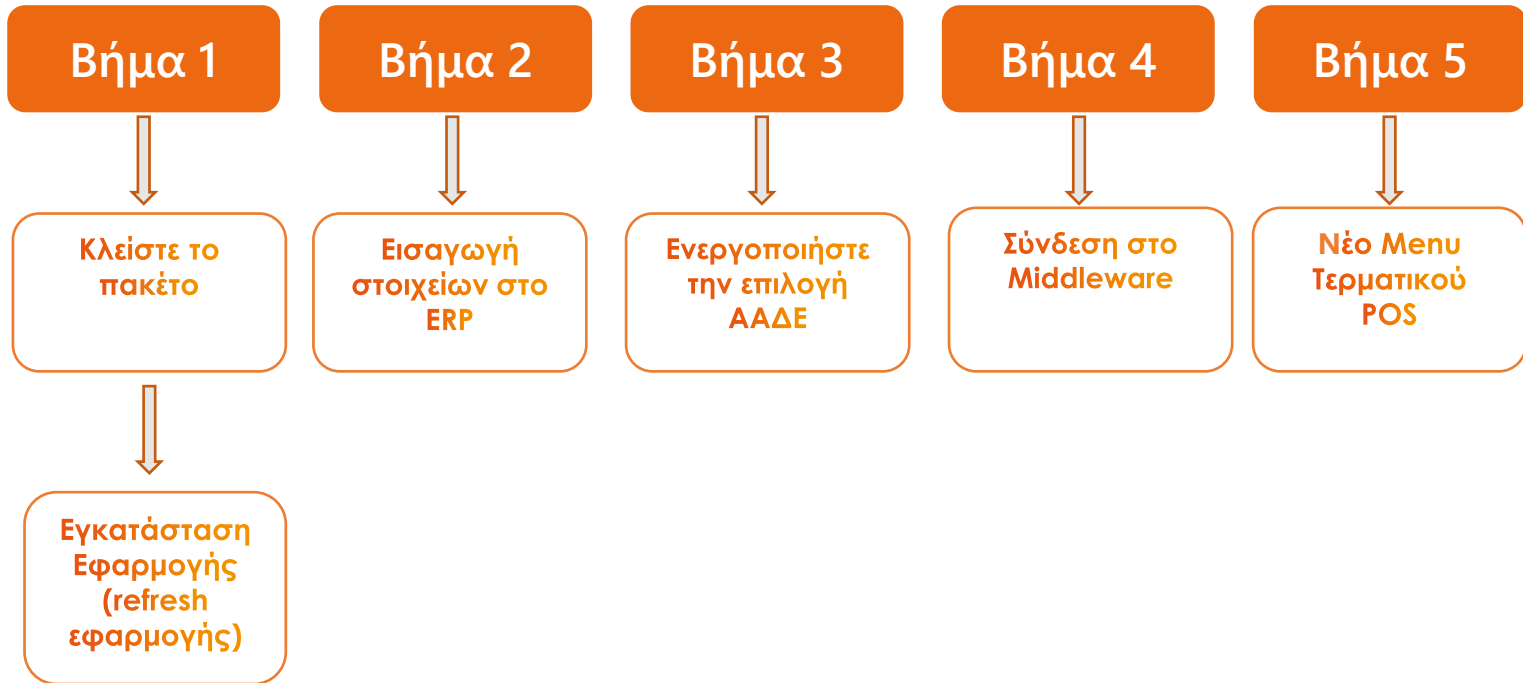 Βήμα 1
Βήμα 2
Βήμα 3
Βήμα 4
Βήμα 5
Κλείστε το
πακέτο
Εισαγωγή
στοιχείων στο
ERP
Ενεργοποιήστε
την επιλογή
ΑΑΔΕ
Σύνδεση στο
Middleware
Νέο Menu
Τερματικού
POS
Εγκατάσταση
Εφαρμογής
(refresh
εφαρμογής)